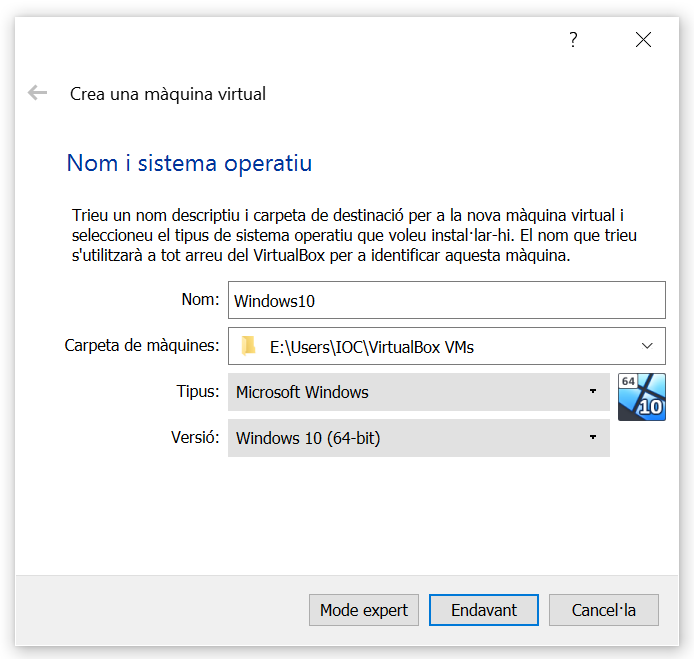 ?
Crea una màquina virtual
Nom i sistema operatiu
Trieu un nom descriptiu i carpeta de destinació per a la nova màquina virtual i
seleccioneu el tipus de sistema operatiu que voleu instal·lar-hi. El nom que trieu
s'utilitzarà a tot arreu del VirtualBox per a identificar aquesta màquina.
Nom: Windows10
Carpeta de màquines: E:\Users\IOC\VirtualBox VMs
Tipus: Microsoft Windows
64
10
Versió: Windows 10 (64-bit)
Mode expert Endavant Cancel·la